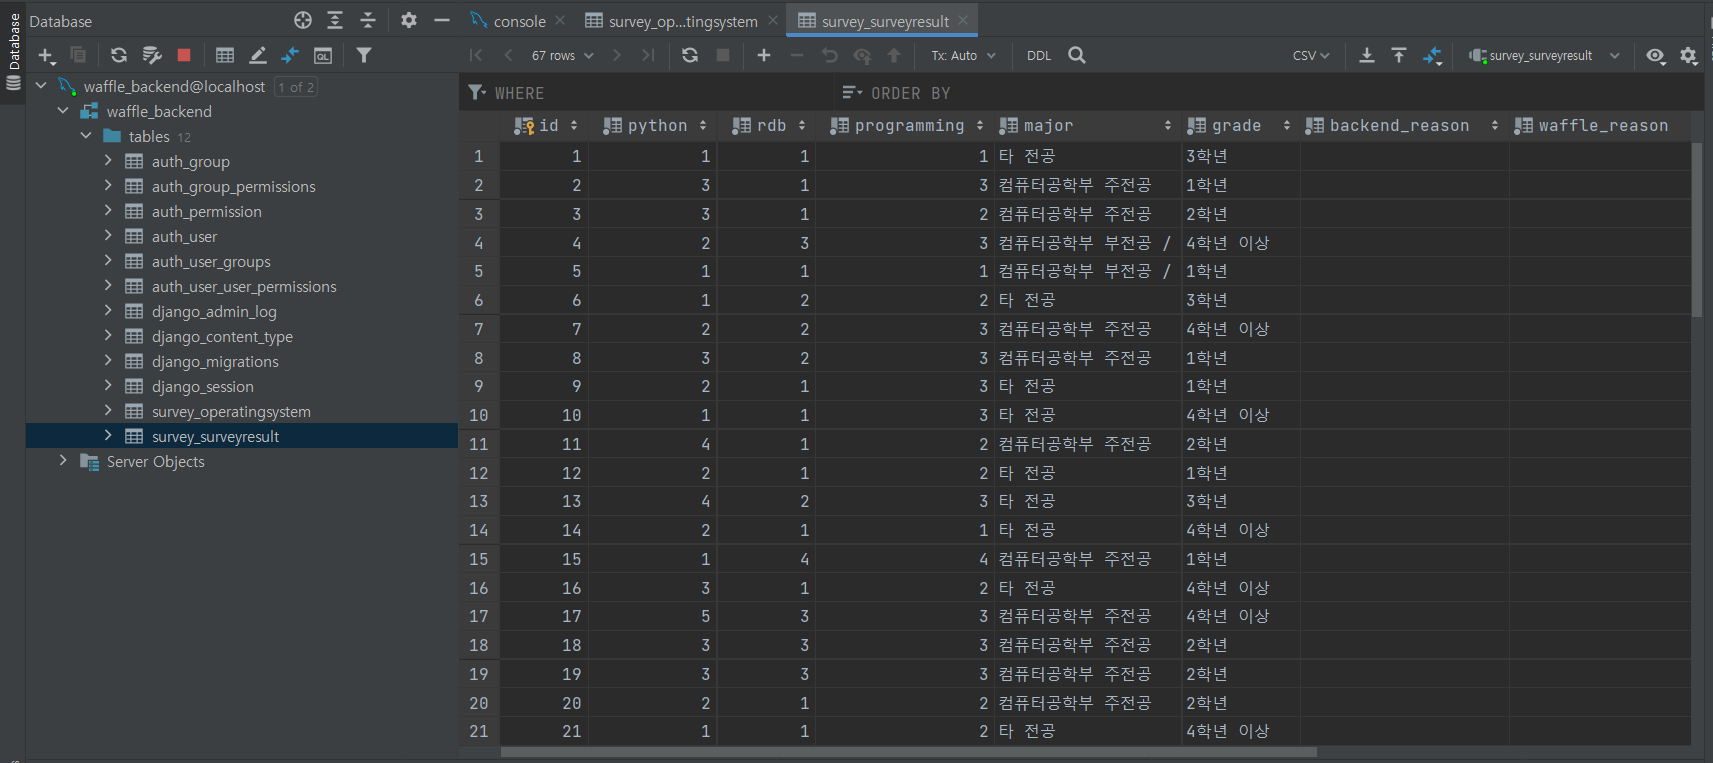 Database
Database
console
survey_op...tingsystem
survey_surveyresult
67 rows
Tx: Auto
DDL
CSV
survey_surveyresult
waffle_backend@localhost 1 of 2
waffle_backend
tables 12
auth_group
auth_group_permissions
auth_permission
auth_user
auth_user_groups
auth_user_user_permissions
django_admin_log
django_content_type
django_migrations
django_session
survey_operatingsystem
survey_surveyresult
Server Objects
WHERE ORDER BY
id python rdb programming major grade backend_reason waffle_reason
1 1 1 1 1 타 전공 3학년
2 2 3 1 3 컴퓨터공학부 주전공 1학년
3 3 3 1 2 컴퓨터공학부 주전공 2학년
4 4 2 3 3 컴퓨터공학부 부전공 / 4학년 이상
5 5 1 1 1 컴퓨터공학부 부전공 / 1학년
6 6 1 2 2 타 전공 3학년
7 7 2 2 3 컴퓨터공학부 주전공 4학년 이상
8 8 3 2 3 컴퓨터공학부 주전공 1학년
9 9 2 1 3 타 전공 1학년
10 10 1 1 3 타 전공 4학년 이상
11 11 4 1 2 컴퓨터공학부 주전공 2학년
12 12 2 1 2 타 전공 1학년
13 13 4 2 3 타 전공 3학년
14 14 2 1 1 타 전공 4학년 이상
15 15 1 4 4 컴퓨터공학부 주전공 1학년
16 16 3 1 2 타 전공 4학년 이상
17 17 5 3 3 컴퓨터공학부 주전공 4학년 이상
18 18 3 3 3 컴퓨터공학부 주전공 2학년
19 19 3 3 3 컴퓨터공학부 주전공 2학년
20 20 2 1 2 컴퓨터공학부 주전공 2학년
21 21 1 1 2 타 전공 4학년 이상